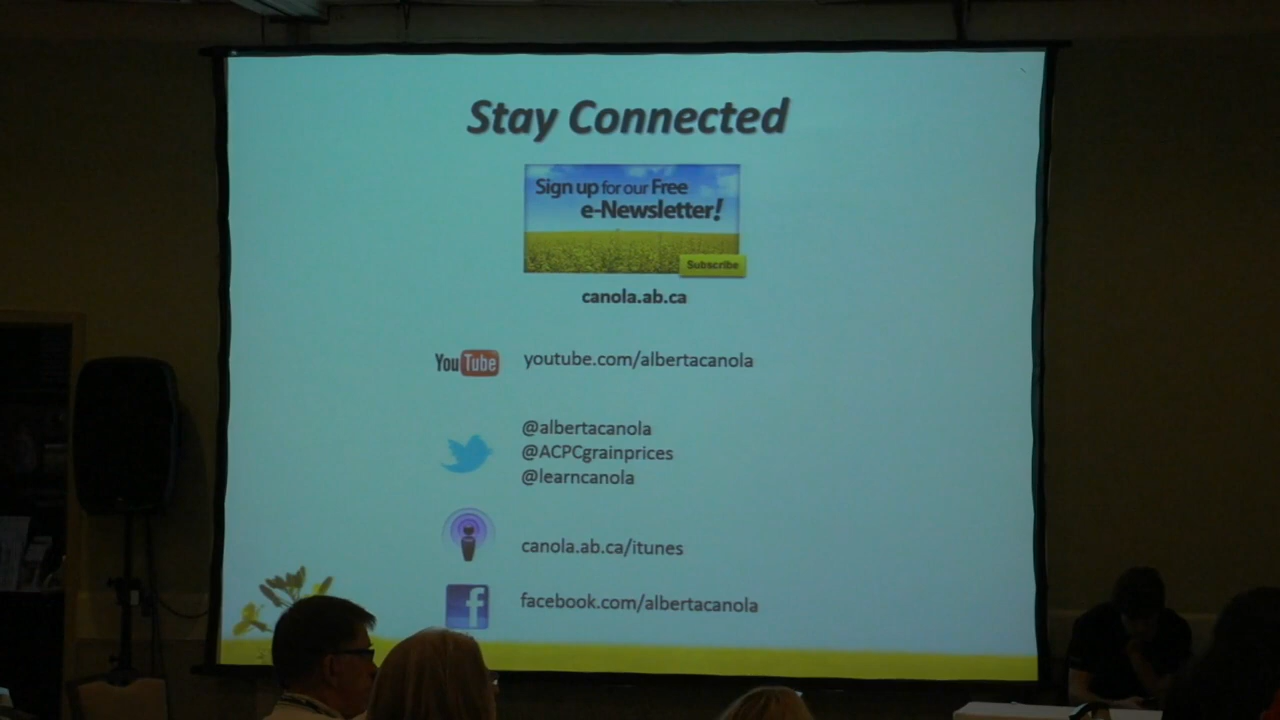 Stay Connected
Sign up for our Free
e-Newsletter!
Subscribe
canola.ab.ca
YouTube youtube.com/albertacanola
@albertacanola
@ACPCgrainprices
@learncanola
canola.ab.ca/itunes
f facebook.com/albertacanola